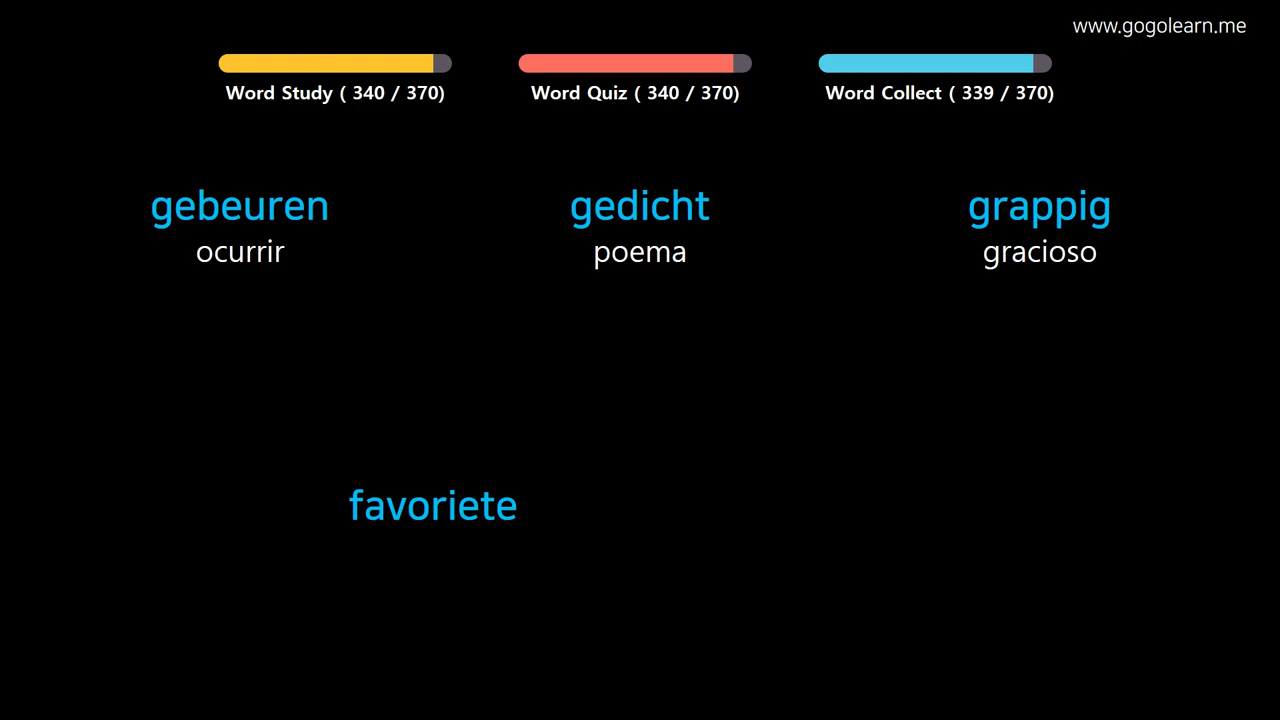 www.gogolearn.me
Word Study ( 340 / 370)
Word Quiz ( 340 / 370)
Word Collect ( 339 / 370)
gebeuren
ocurrir
gedicht
poema
grappig
gracioso
favoriete